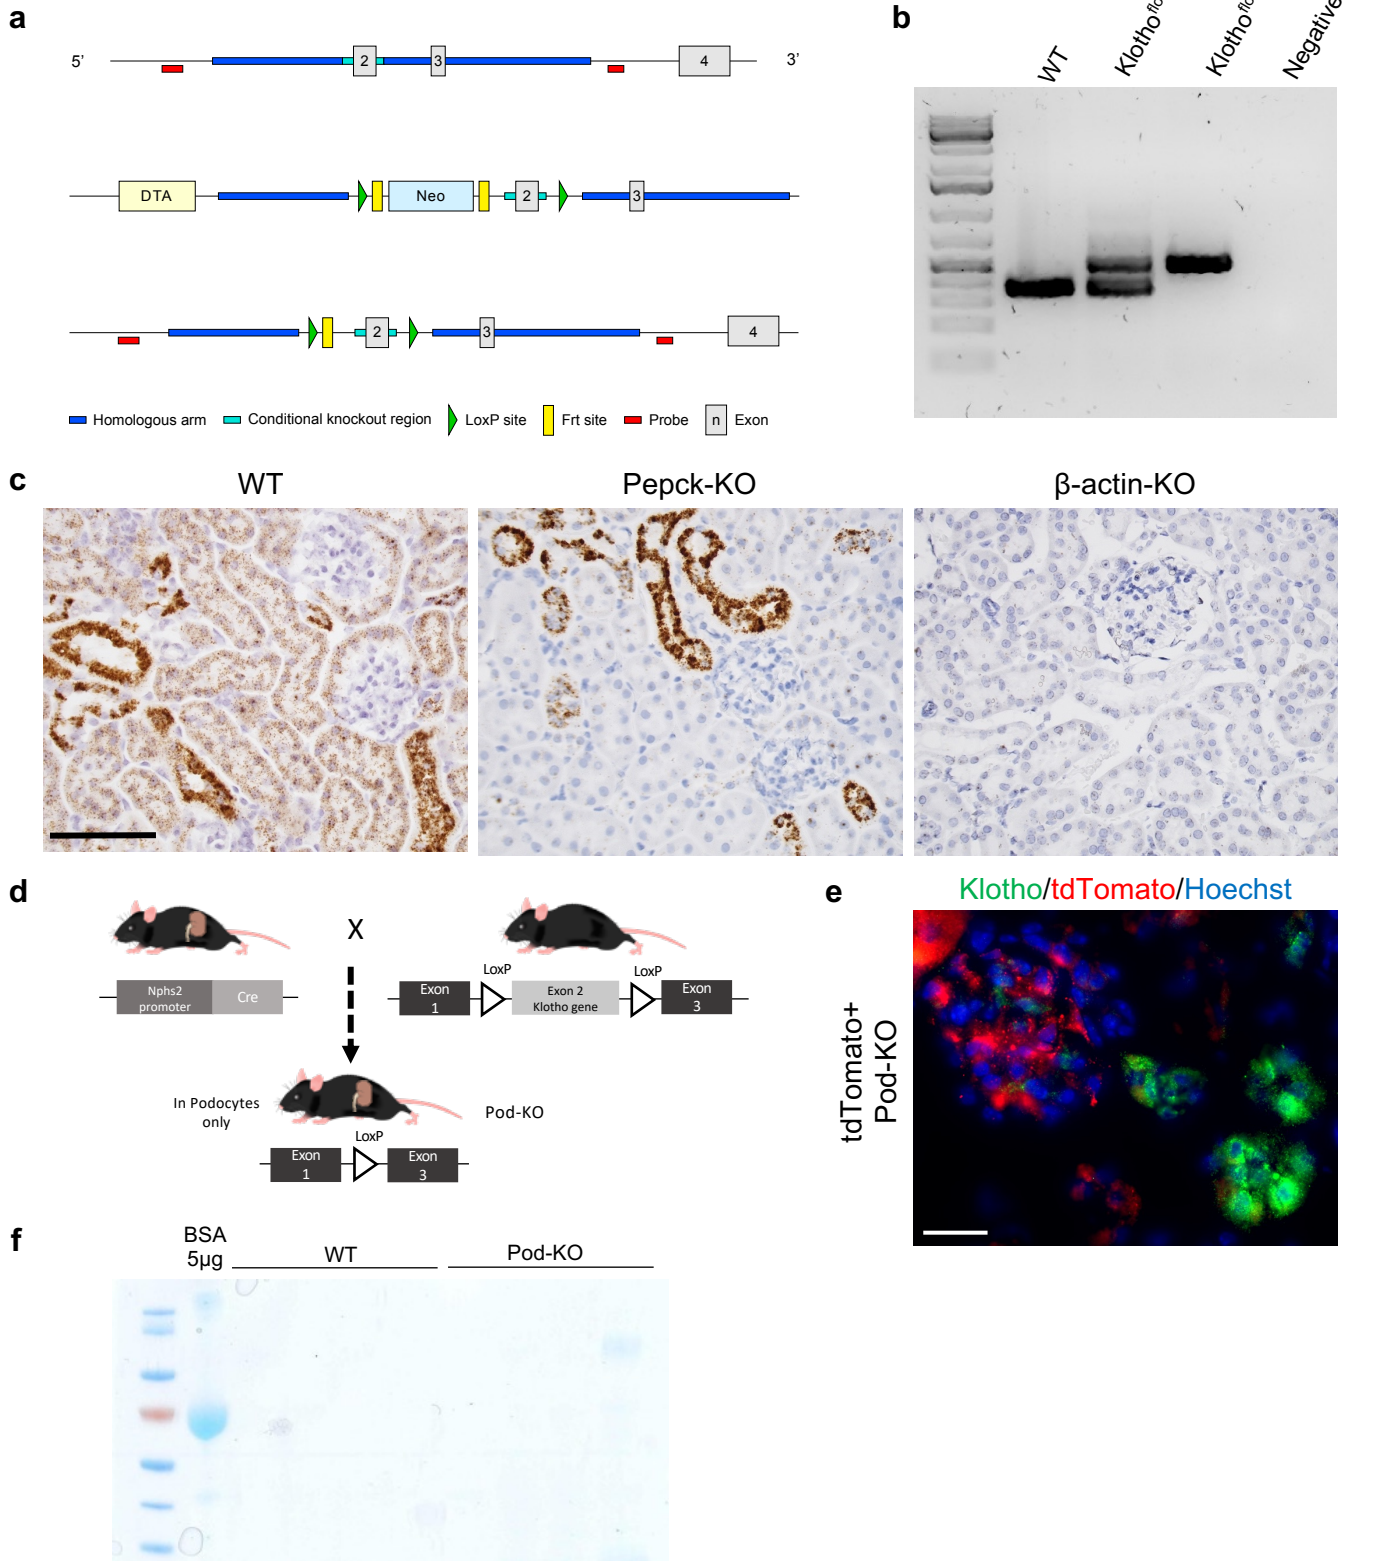 a
5’ 2 3 4 3’
DTA Neo 2 3
2 3 4
Homologous arm Conditional knockout region LoxP site Frt site Probe n Exon
b
WT
Negative
c
WT Pepck-KO β-actin-KO
d
X
Nphs2
promoter
Cre
LoxP LoxP
Exon
1
Exon 2
Klotho gene
Exon
3
In Podocytes
only
Pod-KO
LoxP
Exon
1
Exon
3
e
Klotho/tdTomato/Hoechst
tdTomato+
Pod-KO
f
BSA
5µg
WT
Pod-KO